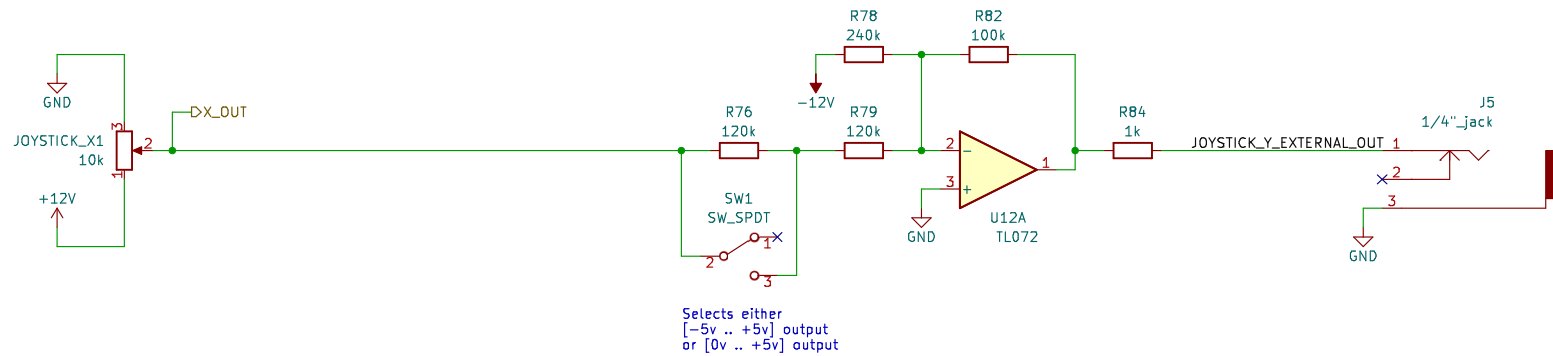 R78
240k
R82
100k
GND
X_OUT
-12V
JOYSTICK_X1
10k
3
2
1
+12V
R76
120k
R79
120k
2
3
1
U12A
TL072
GND
R84
1k
JOYSTICK_Y_EXTERNAL_OUT
J5
1/4"_jack
1
2
3
GND
SW1
SW_SPDT
1
2
3
Selects either
[-5v .. +5v] output
or [0v .. +5v] output